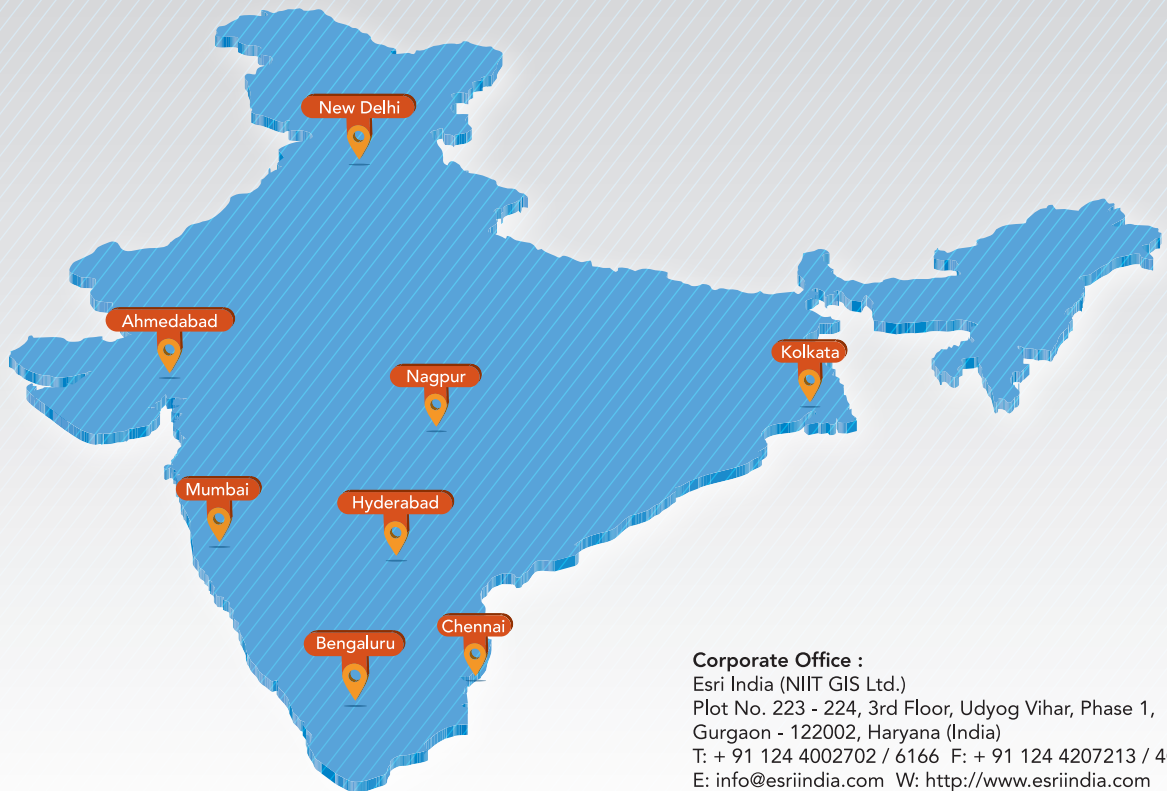 New Delhi
Ahmedabad
Kolkata
Nagpur
Mumbai
Hyderabad
Chennai
Bengaluru
Corporate Office :
Esri India (NIIT GIS Ltd.)
Plot No. 223 - 224, 3rd Floor, Udyog Vihar, Phase 1,
Gurgaon - 122002, Haryana (India)
T: + 91 124 4002702 / 6166 F: + 91 124 4207213 /
E: info@esriindia.com W: http://www.esriindia.com